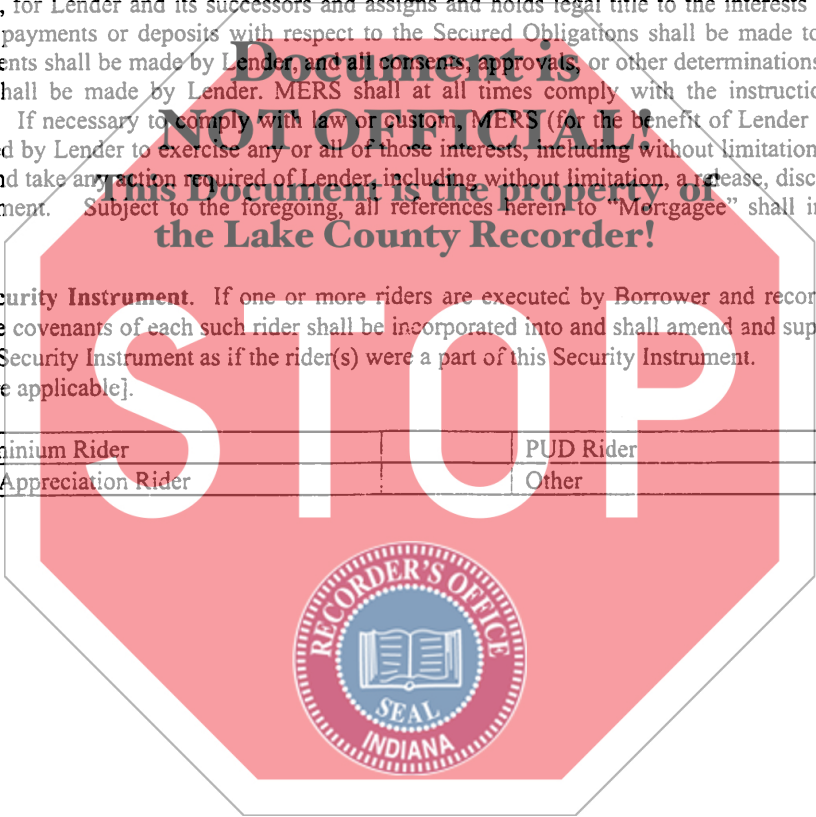 , for Lender and its successors and assigns and holds legal title to the interests
payments or deposits with respect to the Secured Obligations shall be made to
ents shall be made by Lender, and all consents, approvals, or other determinations
hall be made by Lender. MERS shall at all times comply with the instructio
If necessary to comply with law or custom, MERS (for the benefit of Lender
d by Lender to exercise any or all of those interests, including without limitation
nd take any action required of Lender, including without limitation, a release, disc
ment. Subject to the foregoing, all references herein to "Mortgagee" shall in
Document is
NOT OFFICIAL!
This Document is the property of
the Lake County Recorder!
curity Instrument. If one or more riders are executed by Borrower and recor
e covenants of each such rider shall be incorporated into and shall amend and sup
Security Instrument as if the rider(s) were a part of this Security Instrument.
e applicable].
inium Rider PUD Rider
Appreciation Rider Other
STOP
RECORDER'S OFFICE
SEAL
INDIANA